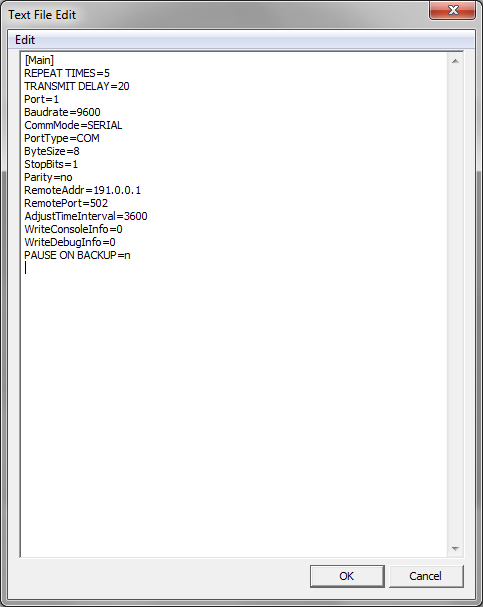 Text File Edit
Edit
[Main]
REPEAT TIMES=5
TRANSMIT DELAY=20
Port=1
Baudrate=9600
CommMode=SERIAL
PortType=COM
ByteSize=8
StopBits=1
Parity=no
RemoteAddr=191.0.0.1
RemotePort=502
AdjustTimeInterval=3600
WriteConsoleInfo=0
WriteDebugInfo=0
PAUSE ON BACKUP=n
OK Cancel